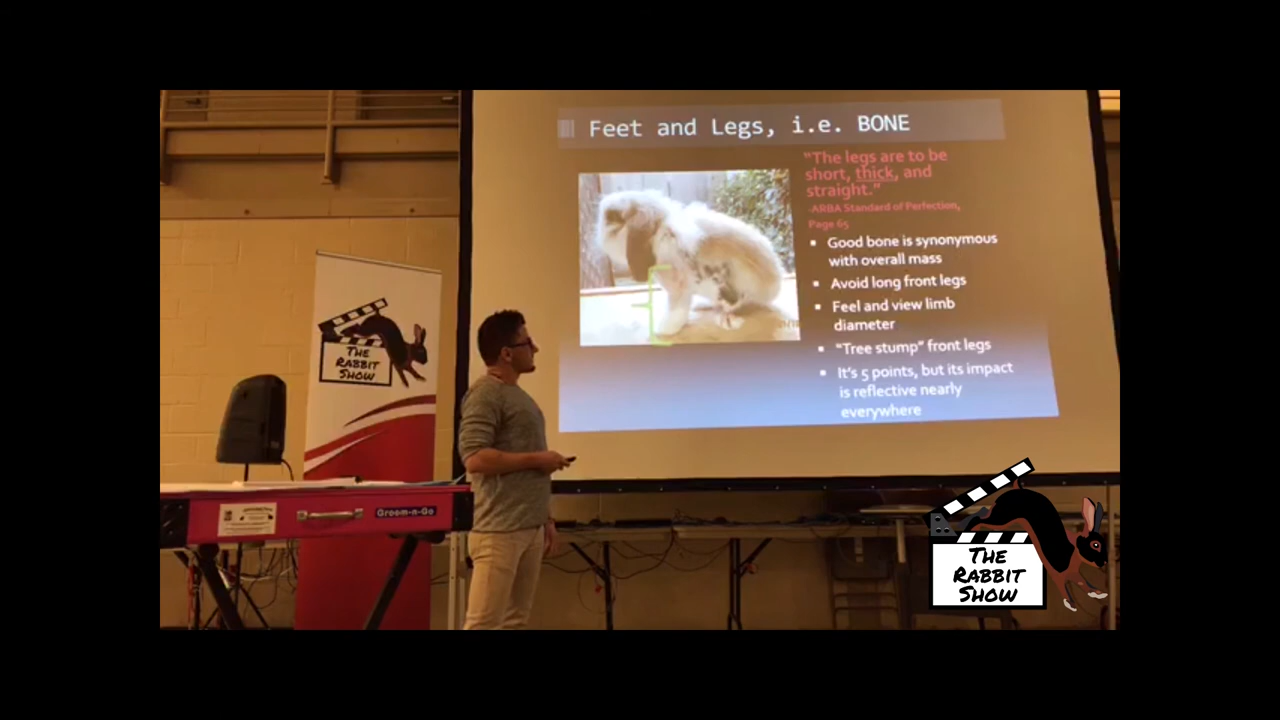 Feet and Legs, i.e. BONE
"The legs are to be
short, thick, and
straight."
-ARBA Standard of Perfection,
Page 65
Good bone is synonymous
with overall mass
Avoid long front legs
Feel and view limb
diameter
"Tree stump" front legs
It's 5 points, but its impact
is reflective nearly
everywhere
THE
RABBIT
SHOW
Groom-n-Go
THE
RABBIT
SHOW